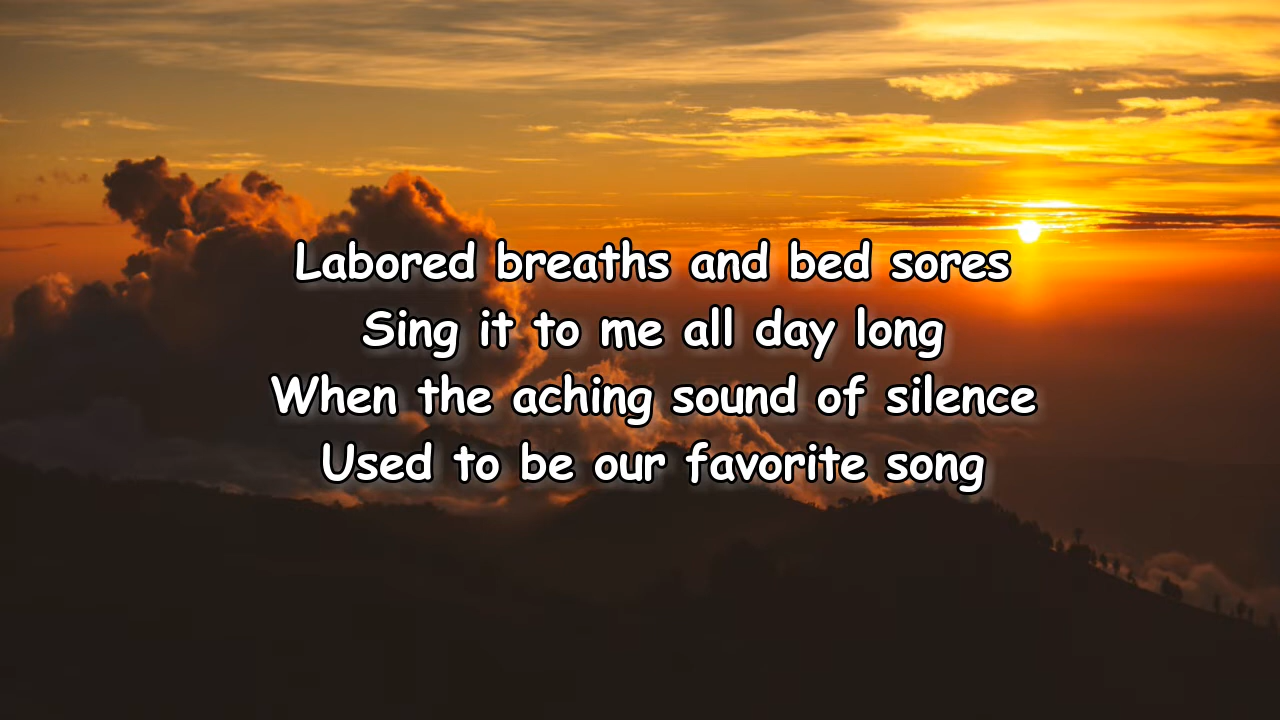 Labored breaths and bed sores
Sing it to me all day long
When the aching sound of silence
Used to be our favorite song